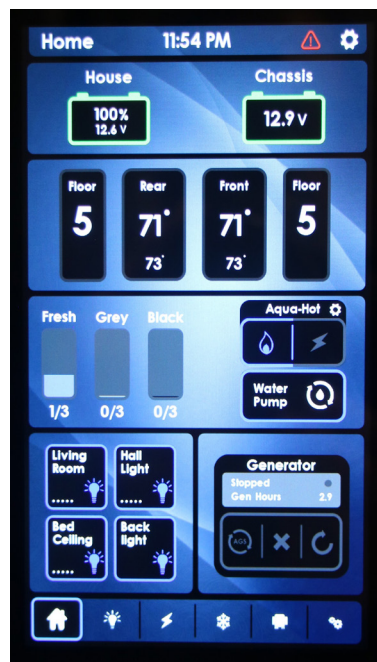 Home 11:54 PM
House Chassis
100%
12.6 V
12.9 V
Floor Rear Front Floor
5 71° 71° 5
73° 73°
Aqua-Hot
Fresh Grey Black
Water
Pump
1/3 0/3 0/3
Living
Room
Hall
Light
Bed
Ceiling
Back
light
Generator
Stopped
Gen Hours 2.9
AGS